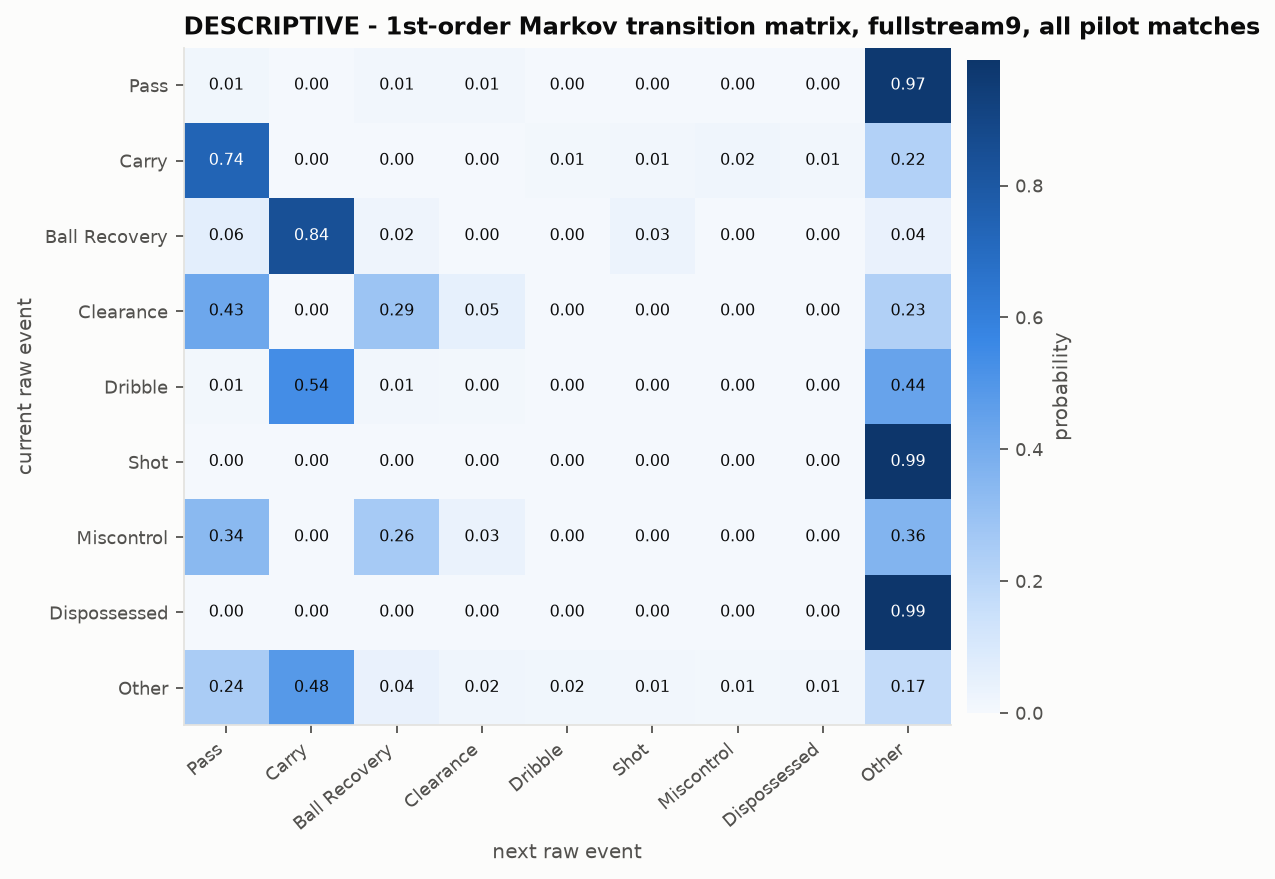 DESCRIPTIVE - 1st-order Markov transition matrix, fullstream9, all pilot matches
Pass 0.01 0.00 0.01 0.01 0.00 0.00 0.00 0.00 0.97
Carry 0.74 0.00 0.00 0.00 0.01 0.01 0.02 0.01 0.22
Ball Recovery 0.06 0.84 0.02 0.00 0.00 0.03 0.00 0.00 0.04
Clearance 0.43 0.00 0.29 0.05 0.00 0.00 0.00 0.00 0.23
Dribble 0.01 0.54 0.01 0.00 0.00 0.00 0.00 0.00 0.44
Shot 0.00 0.00 0.00 0.00 0.00 0.00 0.00 0.00 0.99
Miscontrol 0.34 0.00 0.26 0.03 0.00 0.00 0.00 0.00 0.36
Dispossessed 0.00 0.00 0.00 0.00 0.00 0.00 0.00 0.00 0.99
Other 0.24 0.48 0.04 0.02 0.02 0.01 0.01 0.01 0.17
current raw event
Pass Carry Ball Recovery Clearance Dribble Shot Miscontrol Dispossessed Other
next raw event
0.8
0.6
0.4
0.2
0.0
probability